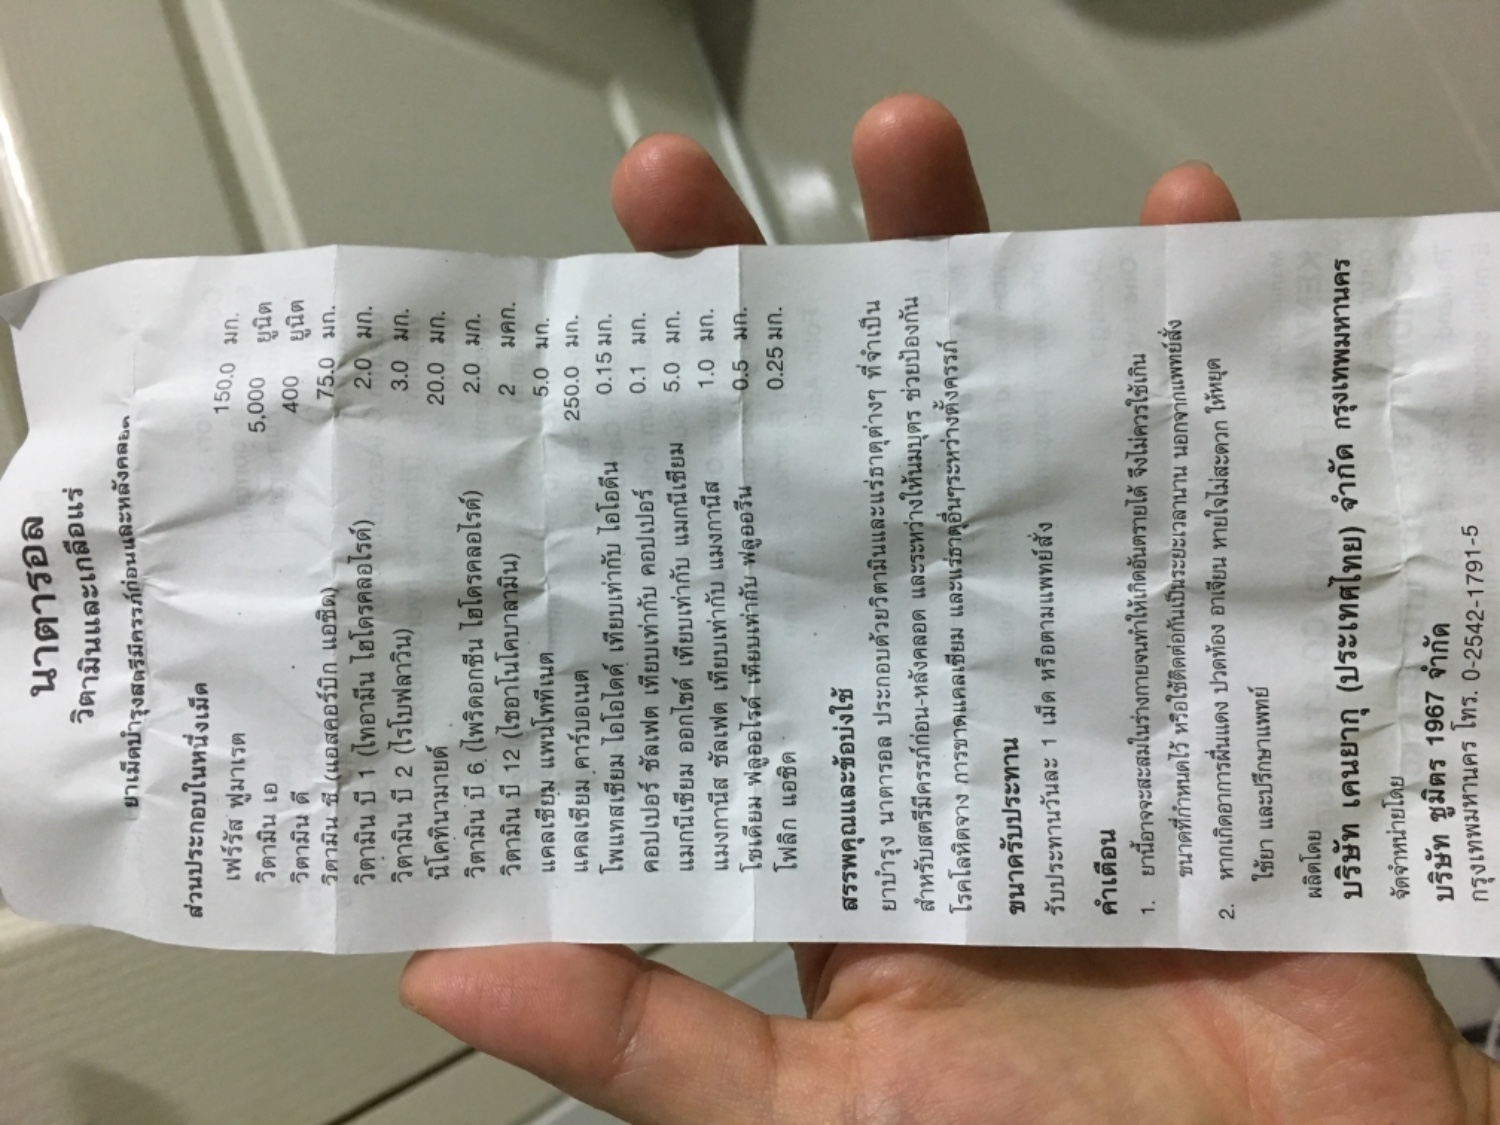 นาตารอล
วิตามินและเกลือแร่
ยาเม็ดบำรุงสตรีมีครรภ์ก่อนและหลังคลอด
ส่วนประกอบในหนึ่งเม็ด
เฟร์รัส ฟูมาเรต 150.0 มก.
วิตามิน เอ 5,000 ยูนิต
วิตามิน ดี 400 ยูนิต
วิตามิน ซี (แอสคอร์บิก แอซิด) 75.0 มก.
วิตามิน บี 1 (ไทอามีน ไฮโดรคลอไรด์) 2.0 มก.
วิตามิน บี 2 (ไรโบฟลาวิน) 3.0 มก.
นิโคทินามายด์ 20.0 มก.
วิตามิน บี 6 (ไพริดอกซีน ไฮโดรคลอไรด์) 2.0 มก.
วิตามิน บี 12 (ไซอาโนโคบาลามิน) 2 มคก.
แคลเซียม แพนโททีเนต 5.0 มก.
แคลเซียม คาร์บอเนต 250.0 มก.
โพแทสเซียม ไอโอไดด์ เทียบเท่ากับ ไอโอดีน 0.15 มก.
คอปเปอร์ ซัลเฟต เทียบเท่ากับ คอปเปอร์ 0.1 มก.
แมกนีเซียม ออกไซด์ เทียบเท่ากับ แมกนีเซียม 5.0 มก.
แมงกานีส ซัลเฟต เทียบเท่ากับ แมงกานีส 1.0 มก.
โซเดียม ฟลูออไรด์ เทียบเท่ากับ ฟลูออรีน 0.5 มก.
โฟลิก แอซิด 0.25 มก.
สรรพคุณและข้อบ่งใช้
ยาบำรุง นาตารอล ประกอบด้วยวิตามินและแร่ธาตุต่างๆ ที่จำเป็น
สำหรับสตรีมีครรภ์ก่อน-หลังคลอด และระหว่างให้นมบุตร ช่วยป้องกัน
โรคโลหิตจาง การขาดแคลเซียม และแร่ธาตุอื่นๆระหว่างตั้งครรภ์
ขนาดรับประทาน
รับประทานวันละ 1 เม็ด หรือตามแพทย์สั่ง
คำเตือน
1. ยานี้อาจจะสะสมในร่างกายจนทำให้เกิดอันตรายได้ จึงไม่ควรใช้เกิน
ขนาดที่กำหนดไว้ หรือใช้ติดต่อกันเป็นระยะเวลานาน นอกจากแพทย์สั่ง
2. หากเกิดอาการผื่นแดง ปวดท้อง อาเจียน หายใจไม่สะดวก ให้หยุด
ใช้ยา และปรึกษาแพทย์
ผลิตโดย
บริษัท เคนยากุ (ประเทศไทย) จำกัด กรุงเทพมหานคร
จัดจำหน่ายโดย
บริษัท ชูมิตร 1967 จำกัด
กรุงเทพมหานคร โทร. 0-2542-1791-5